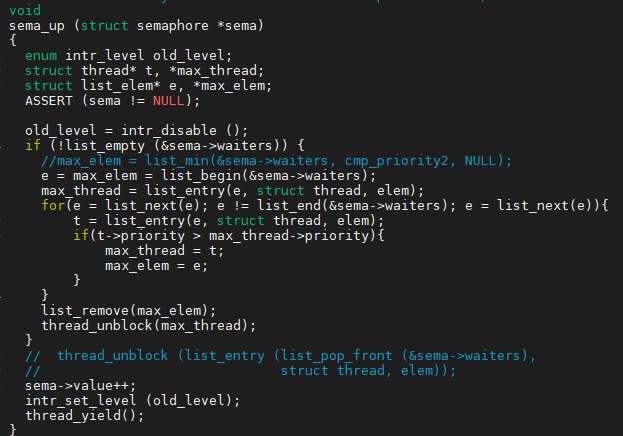 void
sema_up (struct semaphore *sema)
{
  enum intr_level old_level;
  struct thread* t, *max_thread;
  struct list_elem* e, *max_elem;
  ASSERT (sema != NULL);

  old_level = intr_disable ();
  if (!list_empty (&sema->waiters)) {
    //max_elem = list_min(&sema->waiters, cmp_priority2, NULL);
    e = max_elem = list_begin(&sema->waiters);
    max_thread = list_entry(e, struct thread, elem);
    for(e = list_next(e); e != list_end(&sema->waiters); e = list_next(e)){
        t = list_entry(e, struct thread, elem);
        if(t->priority > max_thread->priority){
            max_thread = t;
            max_elem = e;
        }
    }
    list_remove(max_elem);
    thread_unblock(max_thread);
  }
  //  thread_unblock (list_entry (list_pop_front (&sema->waiters),
  //                              struct thread, elem));
  sema->value++;
  intr_set_level (old_level);
  thread_yield();
}